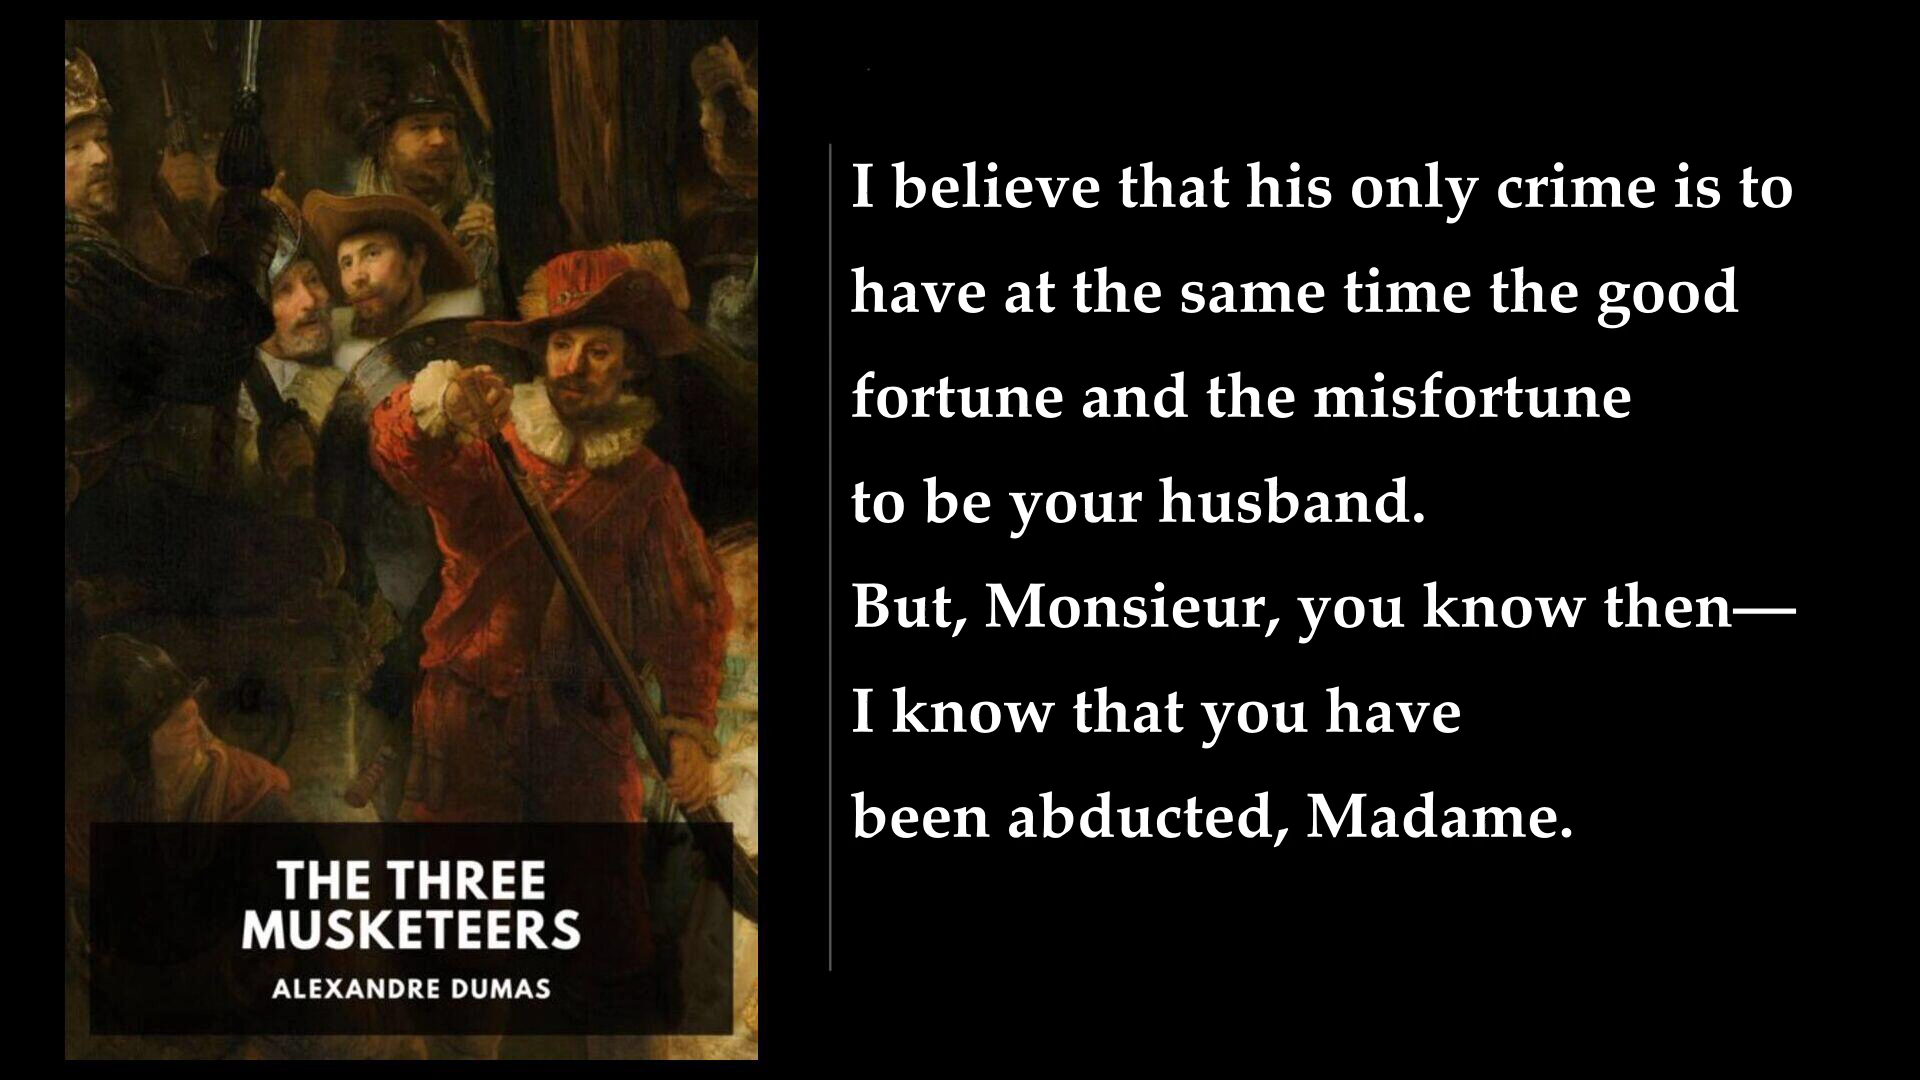 THE THREE
MUSKETEERS
ALEXANDRE DUMAS
I believe that his only crime is to
have at the same time the good
fortune and the misfortune
to be your husband.
But, Monsieur, you know then—
I know that you have
been abducted, Madame.